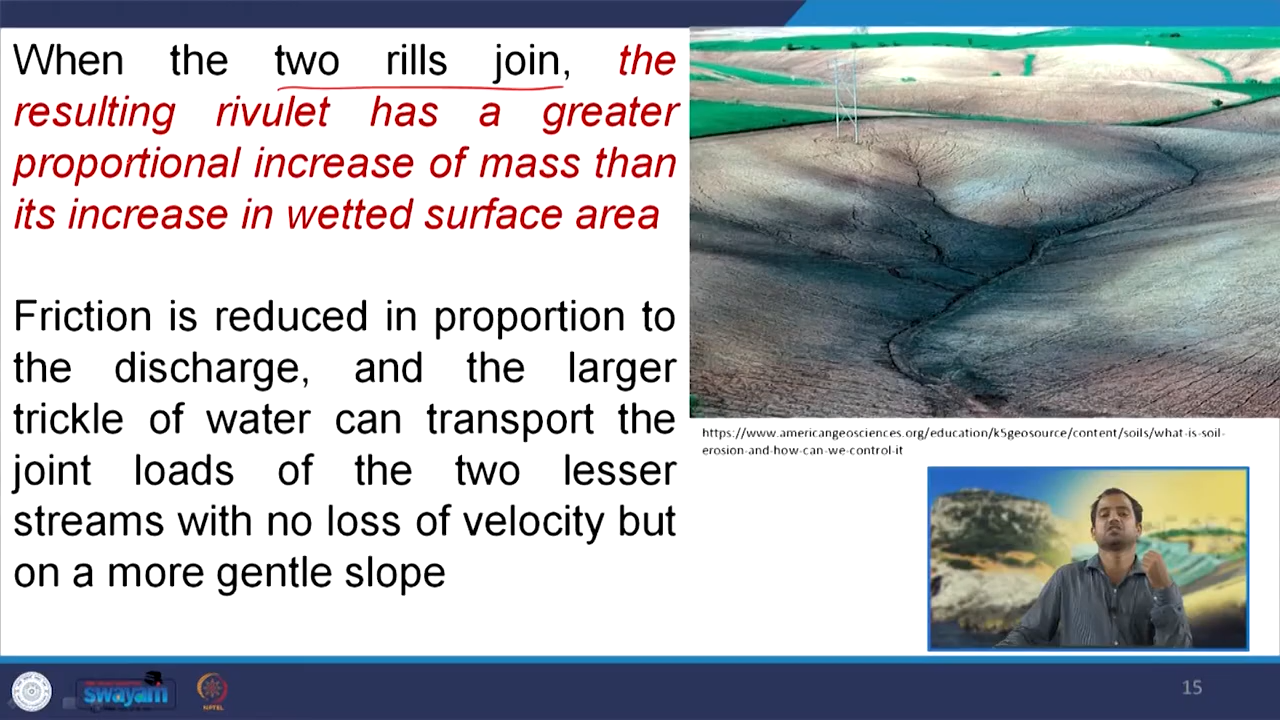 When the two rills join, the
resulting rivulet has a greater
proportional increase of mass than
its increase in wetted surface area
Friction is reduced in proportion to
the discharge, and the larger
trickle of water can transport the
joint loads of the two lesser
streams with no loss of velocity but
on a more gentle slope
https://www.americangeosciences.org/education/k5geosource/content/soils/what-is-soil-
erosion-and-how-can-we-control-it
swayam
NPTEL
15